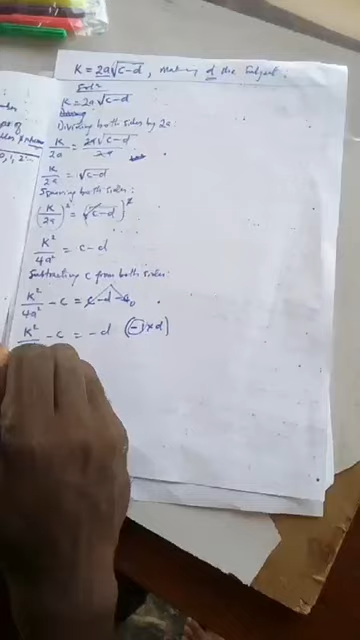 K = 2a√c-d, making d the subject.
Soln
K = 2a √c-d
Dividing both sides by 2a:
K/2a = 2a√c-d/2a
K/2a = √c-d
Squaring both sides:
(K/2a)² = (√c-d)²
K²/4a² = c-d
Subtracting c from both sides:
K²/4a² - c = c-d-c
K² - c = -d (-1 × d)